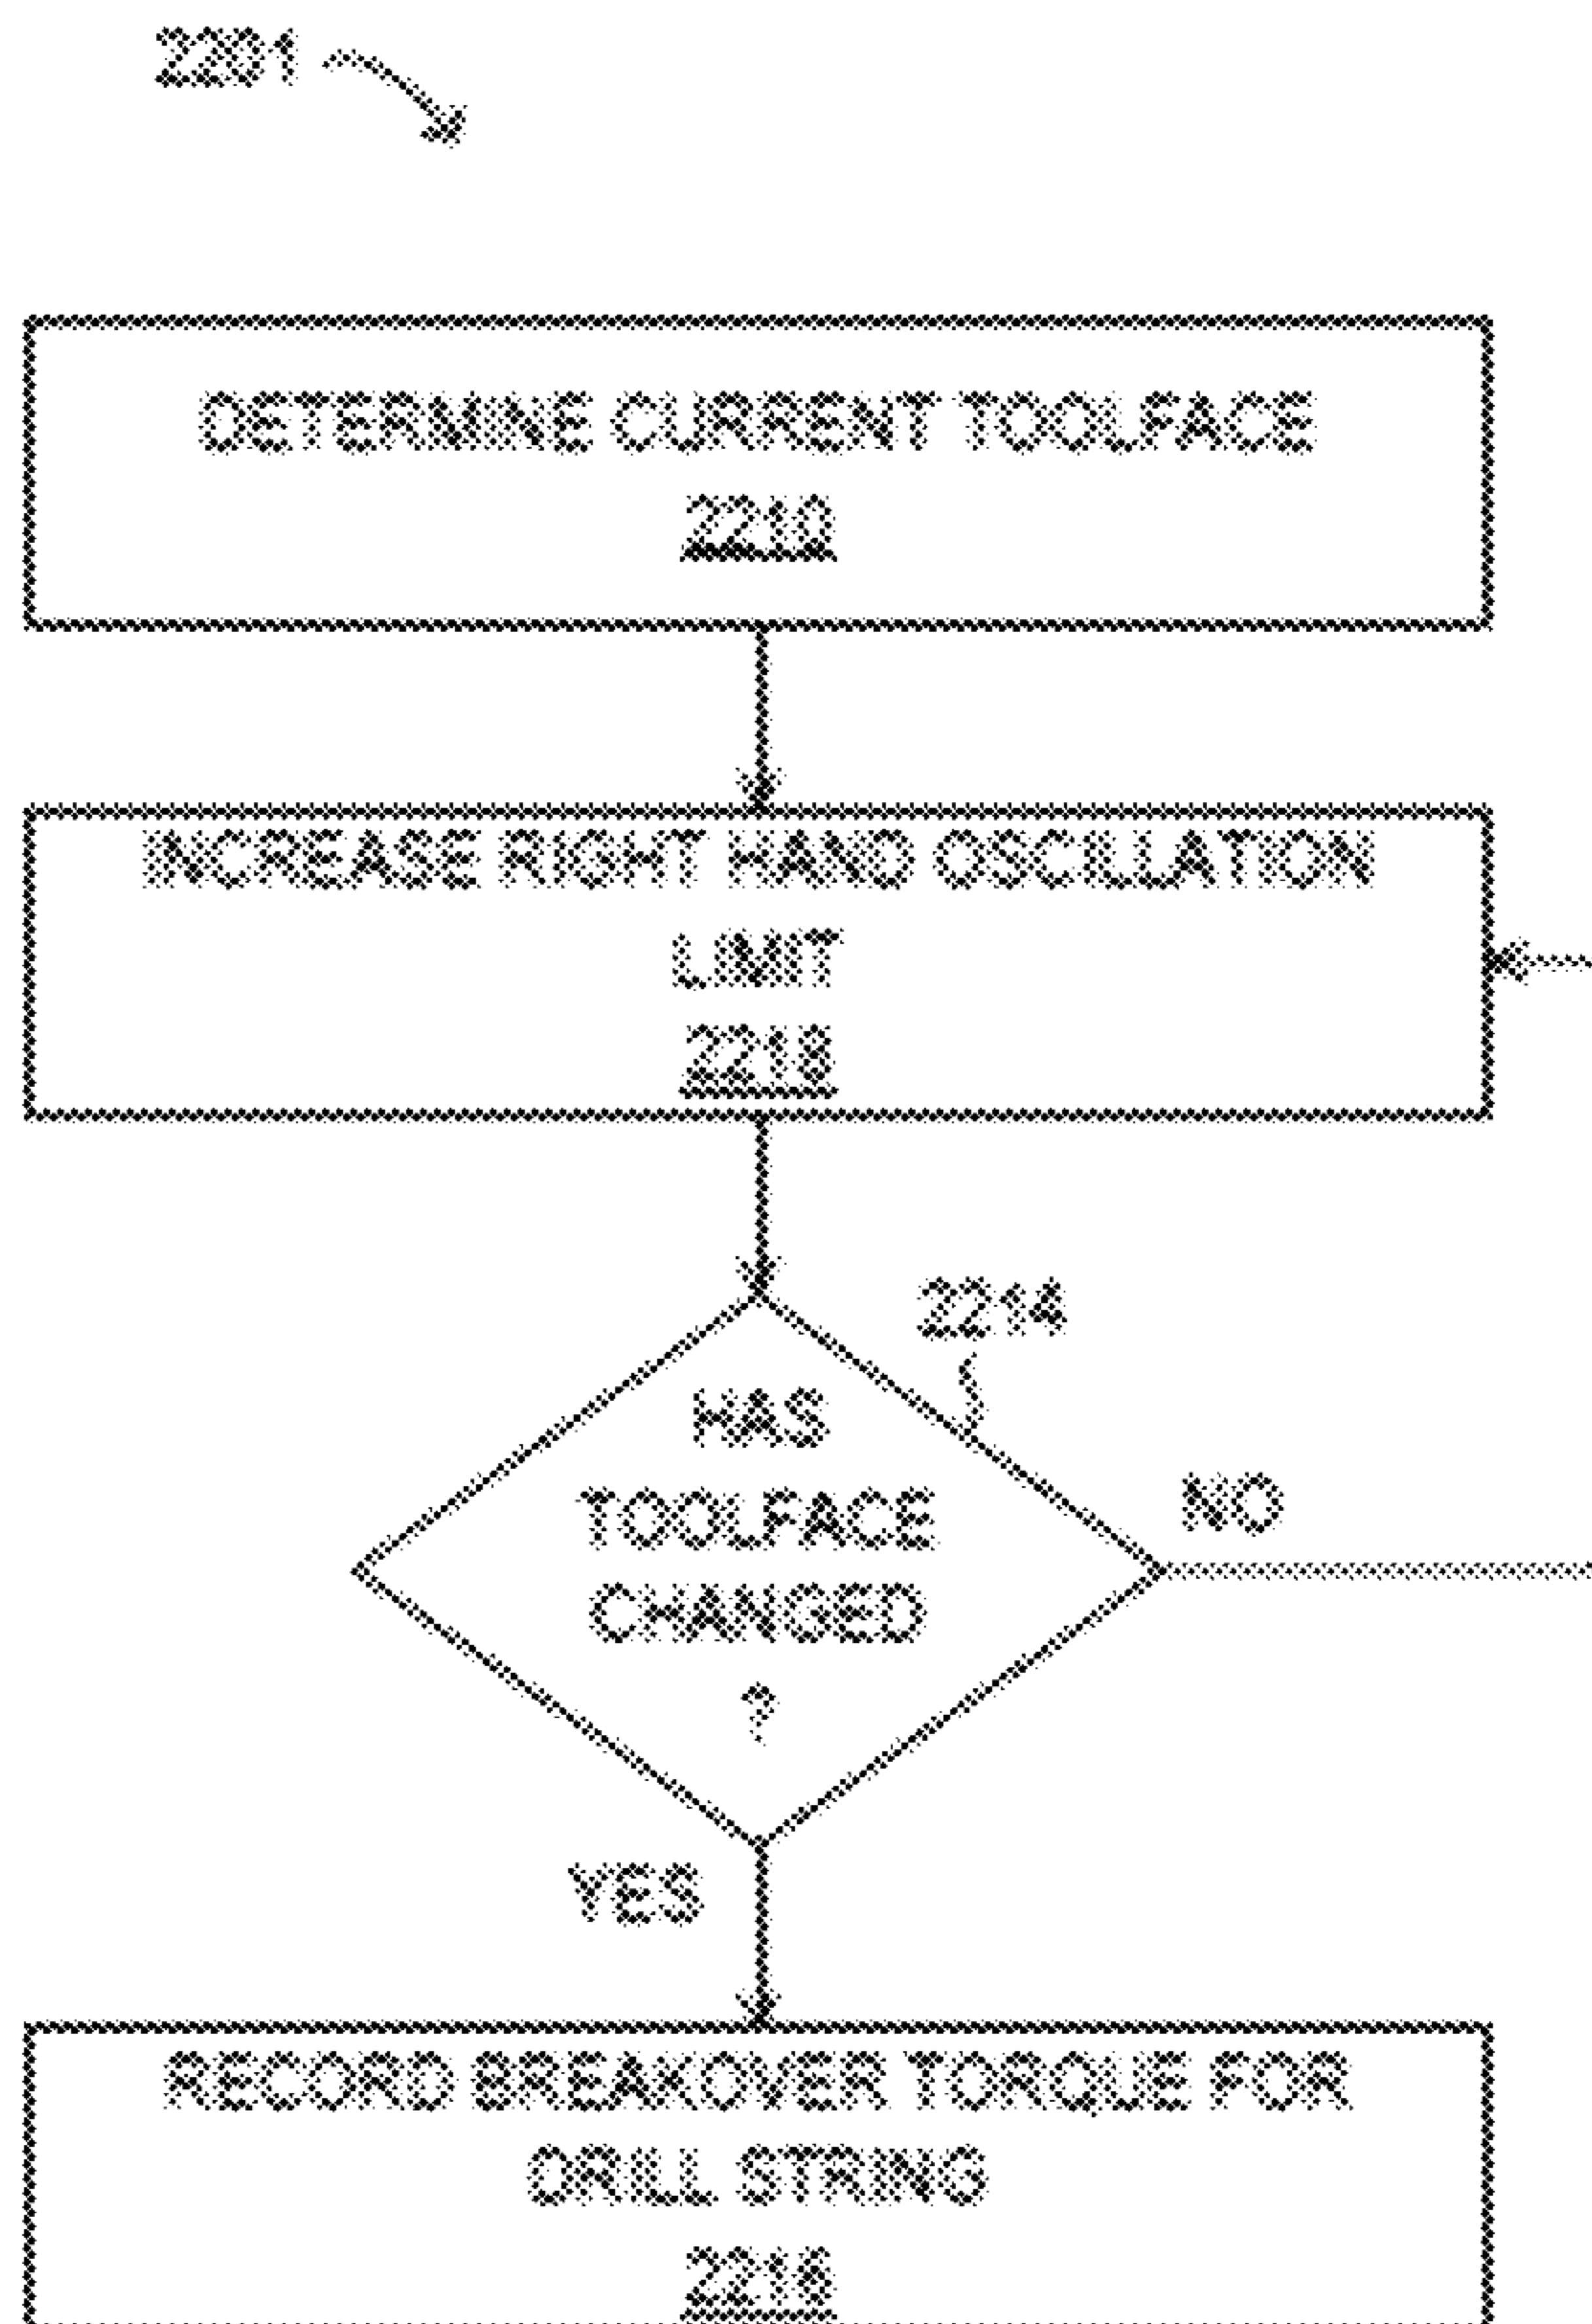 2201
DETERMINE CURRENT TOOLFACE
2210
INCREASE RIGHT HAND OSCILLATION
LIMIT
2218
2214
HAS
TOOLFACE
CHANGED
?
NO
YES
RECORD BREAKOVER TORQUE FOR
DRILL STRING
2216